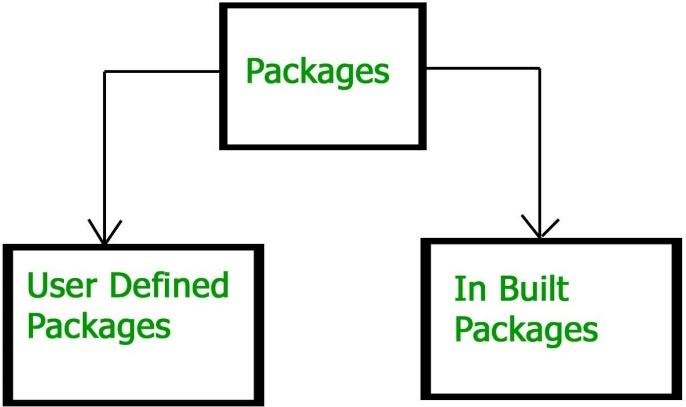 Packages
User Defined
Packages
In Built
Packages